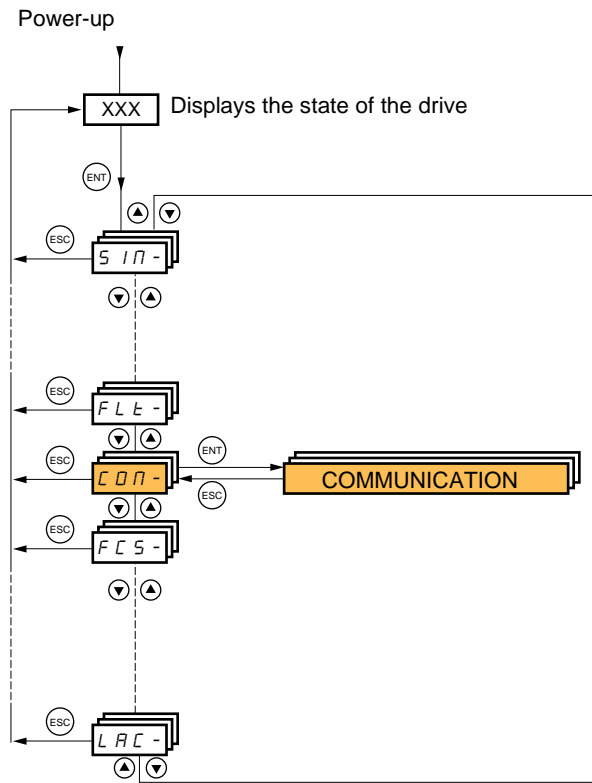 Power-up
XXX Displays the state of the drive
ENT
ESC
SIM-
ESC
FLt-
ESC
COM-
ENT
ESC
COMMUNICATION
ESC
FCS-
ESC
LAC-